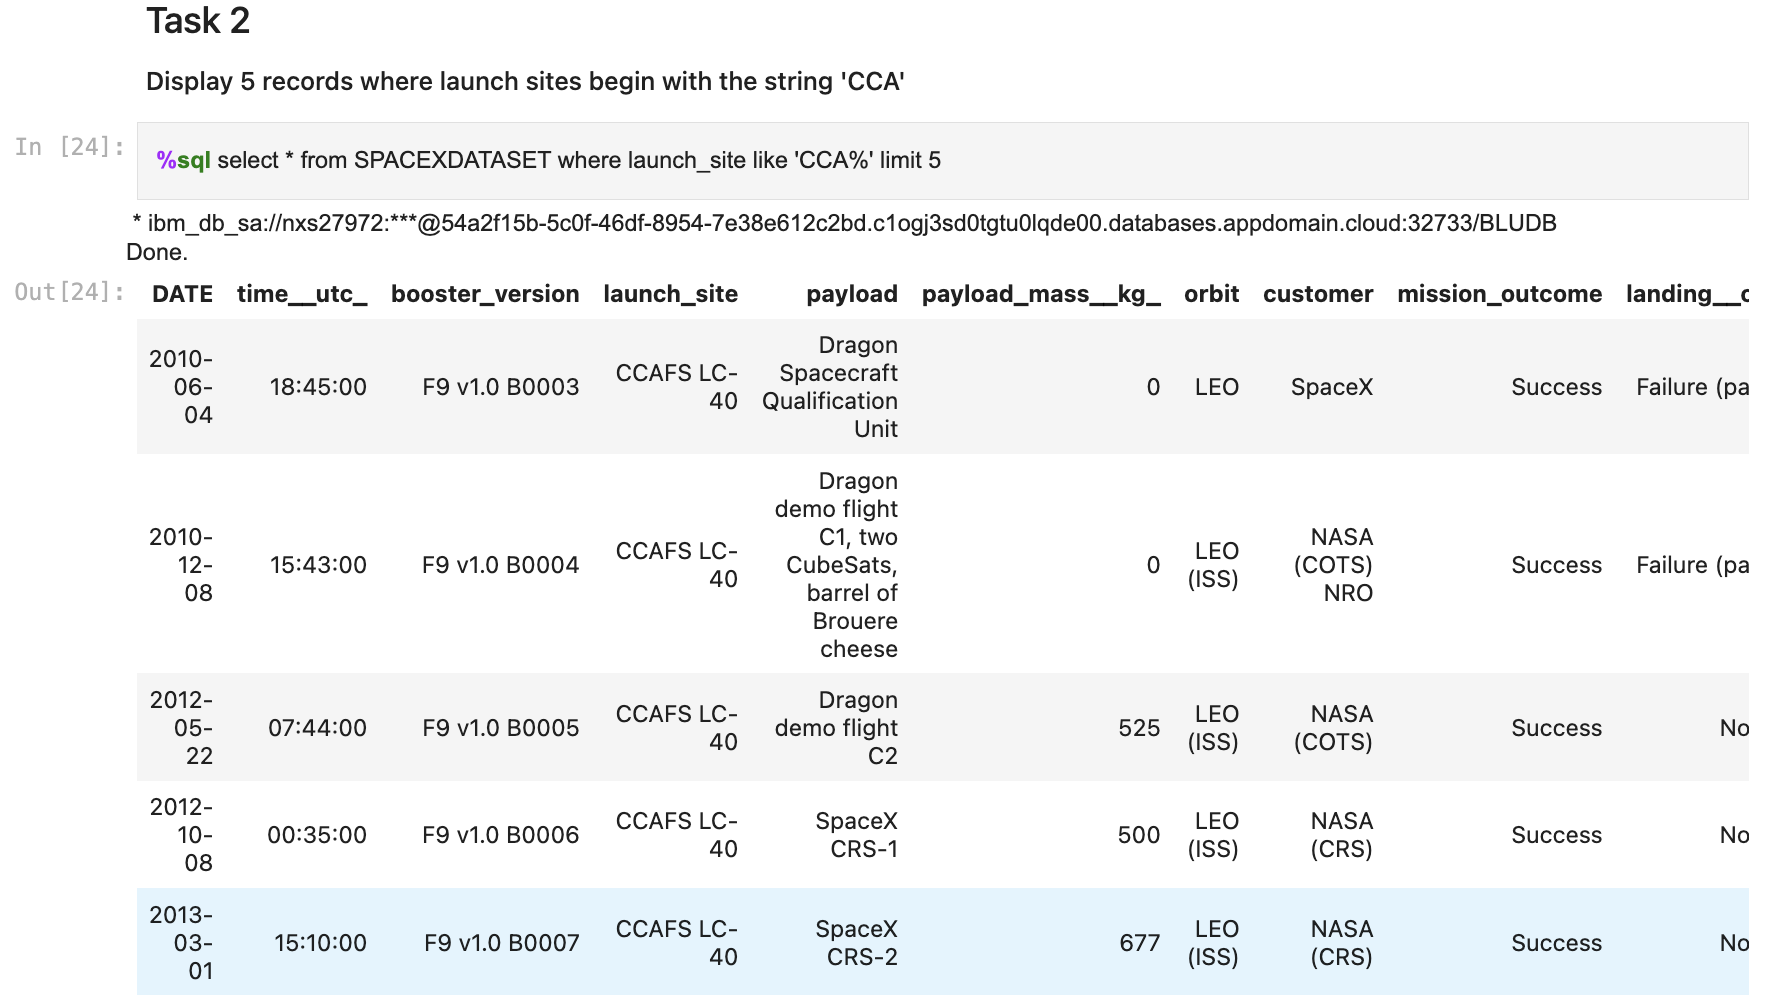 Task 2
Display 5 records where launch sites begin with the string 'CCA'
In [24]:
%sql select * from SPACEXDATASET where launch_site like 'CCA%' limit 5
* ibm_db_sa://nxs27972:***@54a2f15b-5c0f-46df-8954-7e38e612c2bd.c1ogj3sd0tgtu0lqde00.databases.appdomain.cloud:32733/BLUDB
Done.
Out[24]:
DATE time__utc_ booster_version launch_site payload payload_mass__kg_ orbit customer mission_outcome landing__o
2010-
06-
04
18:45:00
F9 v1.0 B0003
CCAFS LC-
40
Dragon
Spacecraft
Qualification
Unit
0
LEO
SpaceX
Success
Failure (pa
2010-
12-
08
15:43:00
F9 v1.0 B0004
CCAFS LC-
40
Dragon
demo flight
C1, two
CubeSats,
barrel of
Brouere
cheese
0
LEO
(ISS)
NASA
(COTS)
NRO
Success
Failure (pa
2012-
05-
22
07:44:00
F9 v1.0 B0005
CCAFS LC-
40
Dragon
demo flight
C2
525
LEO
(ISS)
NASA
(COTS)
Success
No
2012-
10-
08
00:35:00
F9 v1.0 B0006
CCAFS LC-
40
SpaceX
CRS-1
500
LEO
(ISS)
NASA
(CRS)
Success
No
2013-
03-
01
15:10:00
F9 v1.0 B0007
CCAFS LC-
40
SpaceX
CRS-2
677
LEO
(ISS)
NASA
(CRS)
Success
No